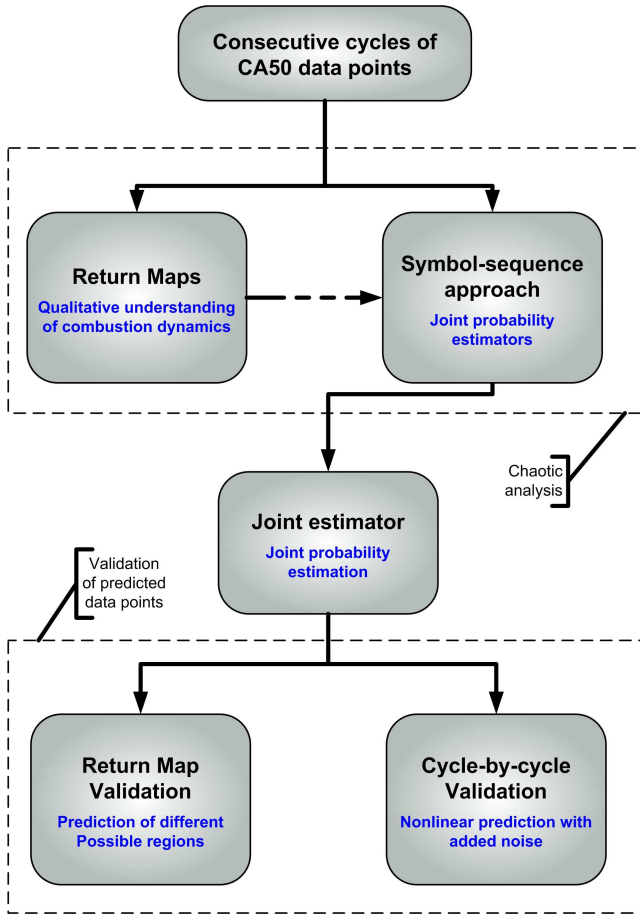 Consecutive cycles of
CA50 data points
Return Maps
Qualitative understanding
of combustion dynamics
Symbol-sequence
approach
Joint probability
estimators
Chaotic
analysis
Joint estimator
Joint probability
estimation
Validation
of predicted
data points
Return Map
Validation
Prediction of different
Possible regions
Cycle-by-cycle
Validation
Nonlinear prediction with
added noise